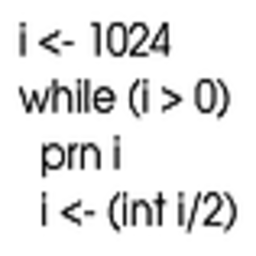 i <- 1024
while (i > 0)
  prn i
  i <- (int i/2)